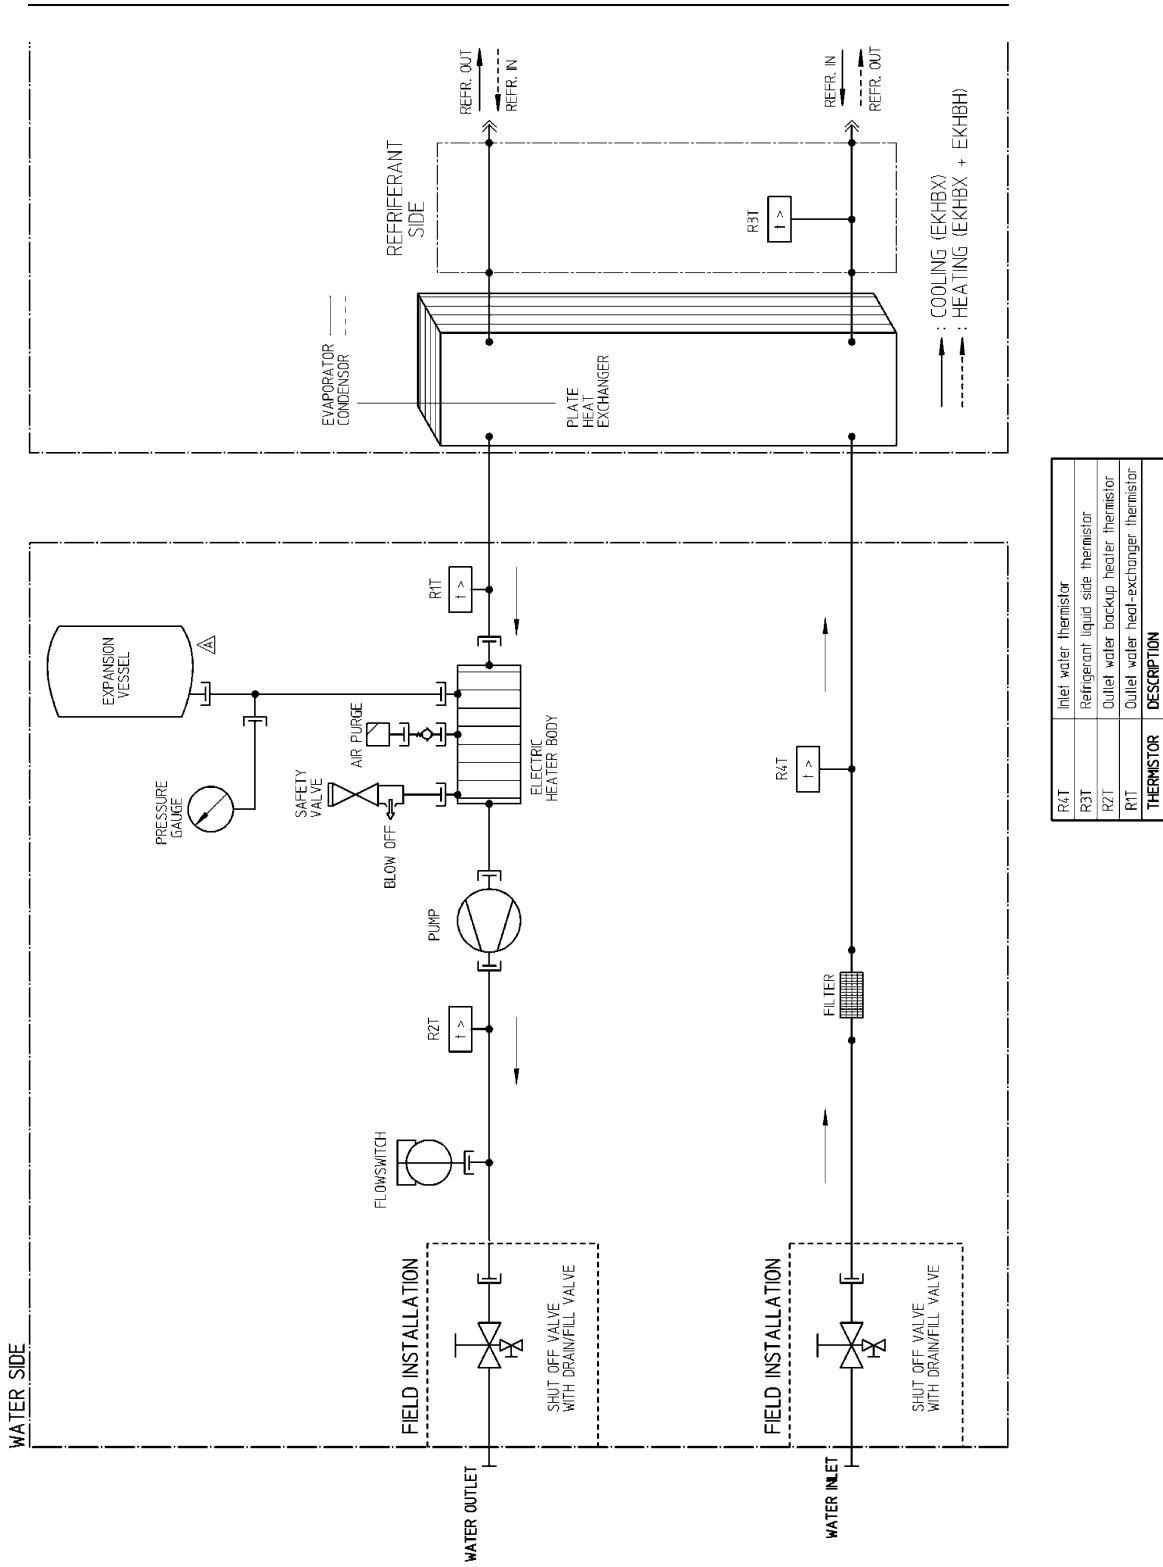 WATER SIDE
WATER OUTLET
WATER INLET
FIELD INSTALLATION
SHUT OFF VALVE
WITH DRAIN/FILL VALVE
FIELD INSTALLATION
SHUT OFF VALVE
WITH DRAIN/FILL VALVE
FLOWSWITCH
R2T
t >
PUMP
FILTER
PRESSURE
GAUGE
EXPANSION
VESSEL
A
SAFETY
VALVE
BLOW OFF
AIR PURGE
ELECTRIC
HEATER BODY
R1T
t >
R4T
t >
EVAPORATOR
CONDENSOR
PLATE
HEAT
EXCHANGER
REFRIFERANT
SIDE
R3T
t >
REFR. OUT
REFR. IN
REFR. IN
REFR. OUT
: COOLING (EKHBX)
: HEATING (EKHBX + EKHBH)
R4T Inlet water thermistor
R3T Refrigerant liquid side thermistor
R2T Outlet water backup heater thermistor
R1T Outlet water heat-exchanger thermistor
THERMISTOR DESCRIPTION